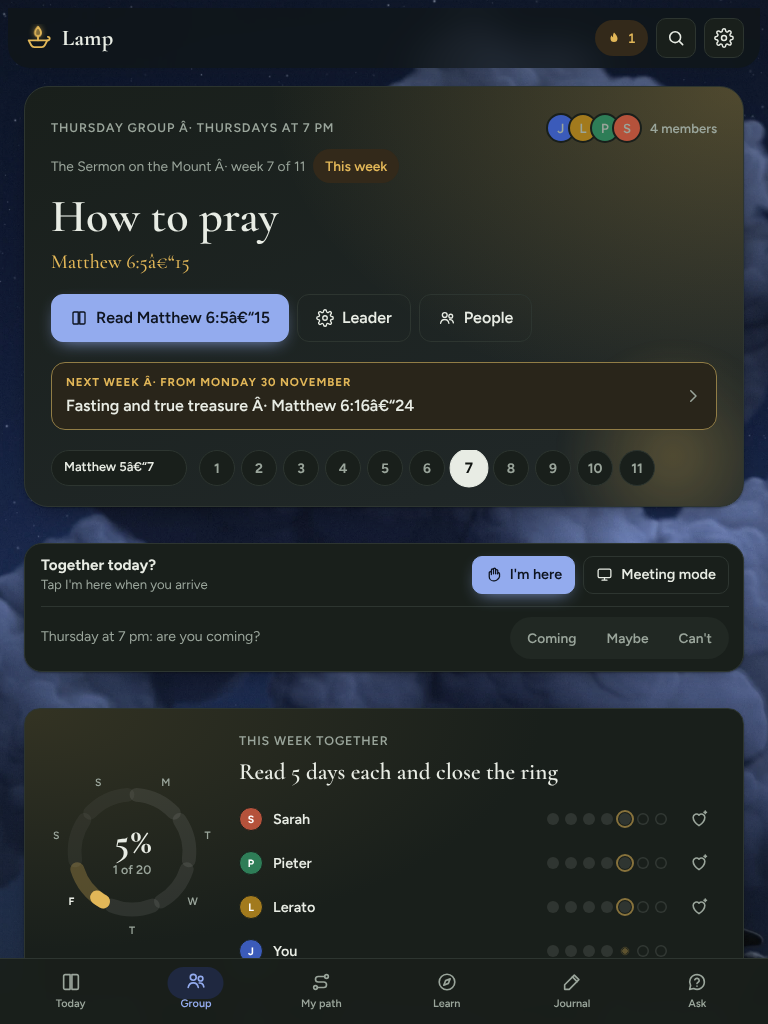 Lamp
1
THURSDAY GROUP Â· THURSDAYS AT 7 PM
J L P S 4 members
The Sermon on the Mount Â· week 7 of 11 This week
How to pray
Matthew 6:5â€“15
Read Matthew 6:5â€“15 Leader People
NEXT WEEK Â· FROM MONDAY 30 NOVEMBER
Fasting and true treasure Â· Matthew 6:16â€“24
Matthew 5â€“7 1 2 3 4 5 6 7 8 9 10 11
Together today?
Tap I'm here when you arrive
I'm here Meeting mode
Thursday at 7 pm: are you coming?
Coming Maybe Can't
THIS WEEK TOGETHER
Read 5 days each and close the ring
S M
S T
5%
1 of 20
F W
T
S Sarah
P Pieter
L Lerato
J You
Today Group My path Learn Journal Ask